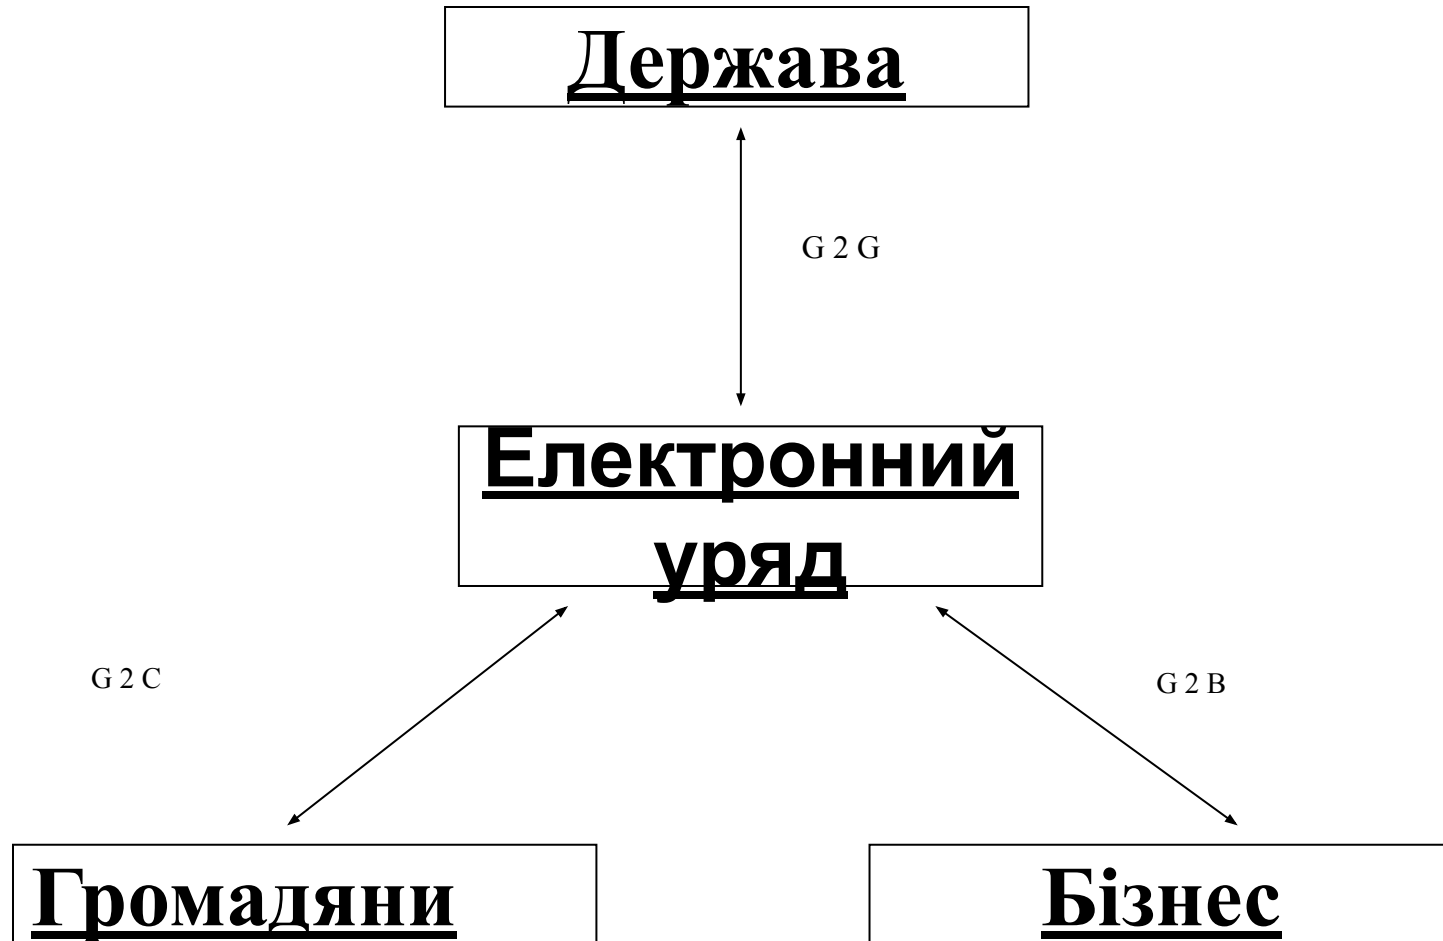 Держава
G 2 G
Електронний
уряд
G 2 C
G 2 B
Громадяни
Бізнес